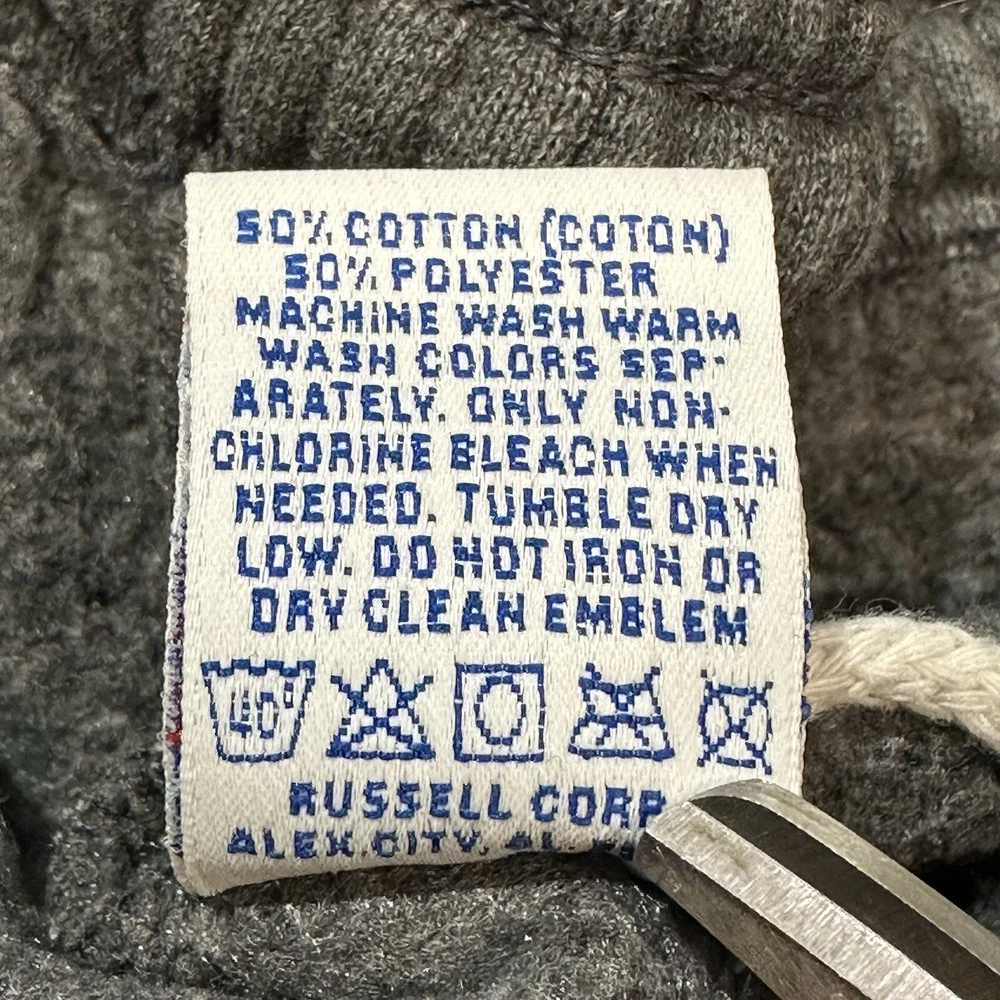 50% COTTON (COTON)
50% POLYESTER
MACHINE WASH WARM
WASH COLORS SEP-
ARATELY. ONLY NON-
CHLORINE BLEACH WHEN
NEEDED. TUMBLE DRY
LOW. DO NOT IRON OR
DRY CLEAN EMBLEM
40°
RUSSELL CORP
ALEX CITY, AL.